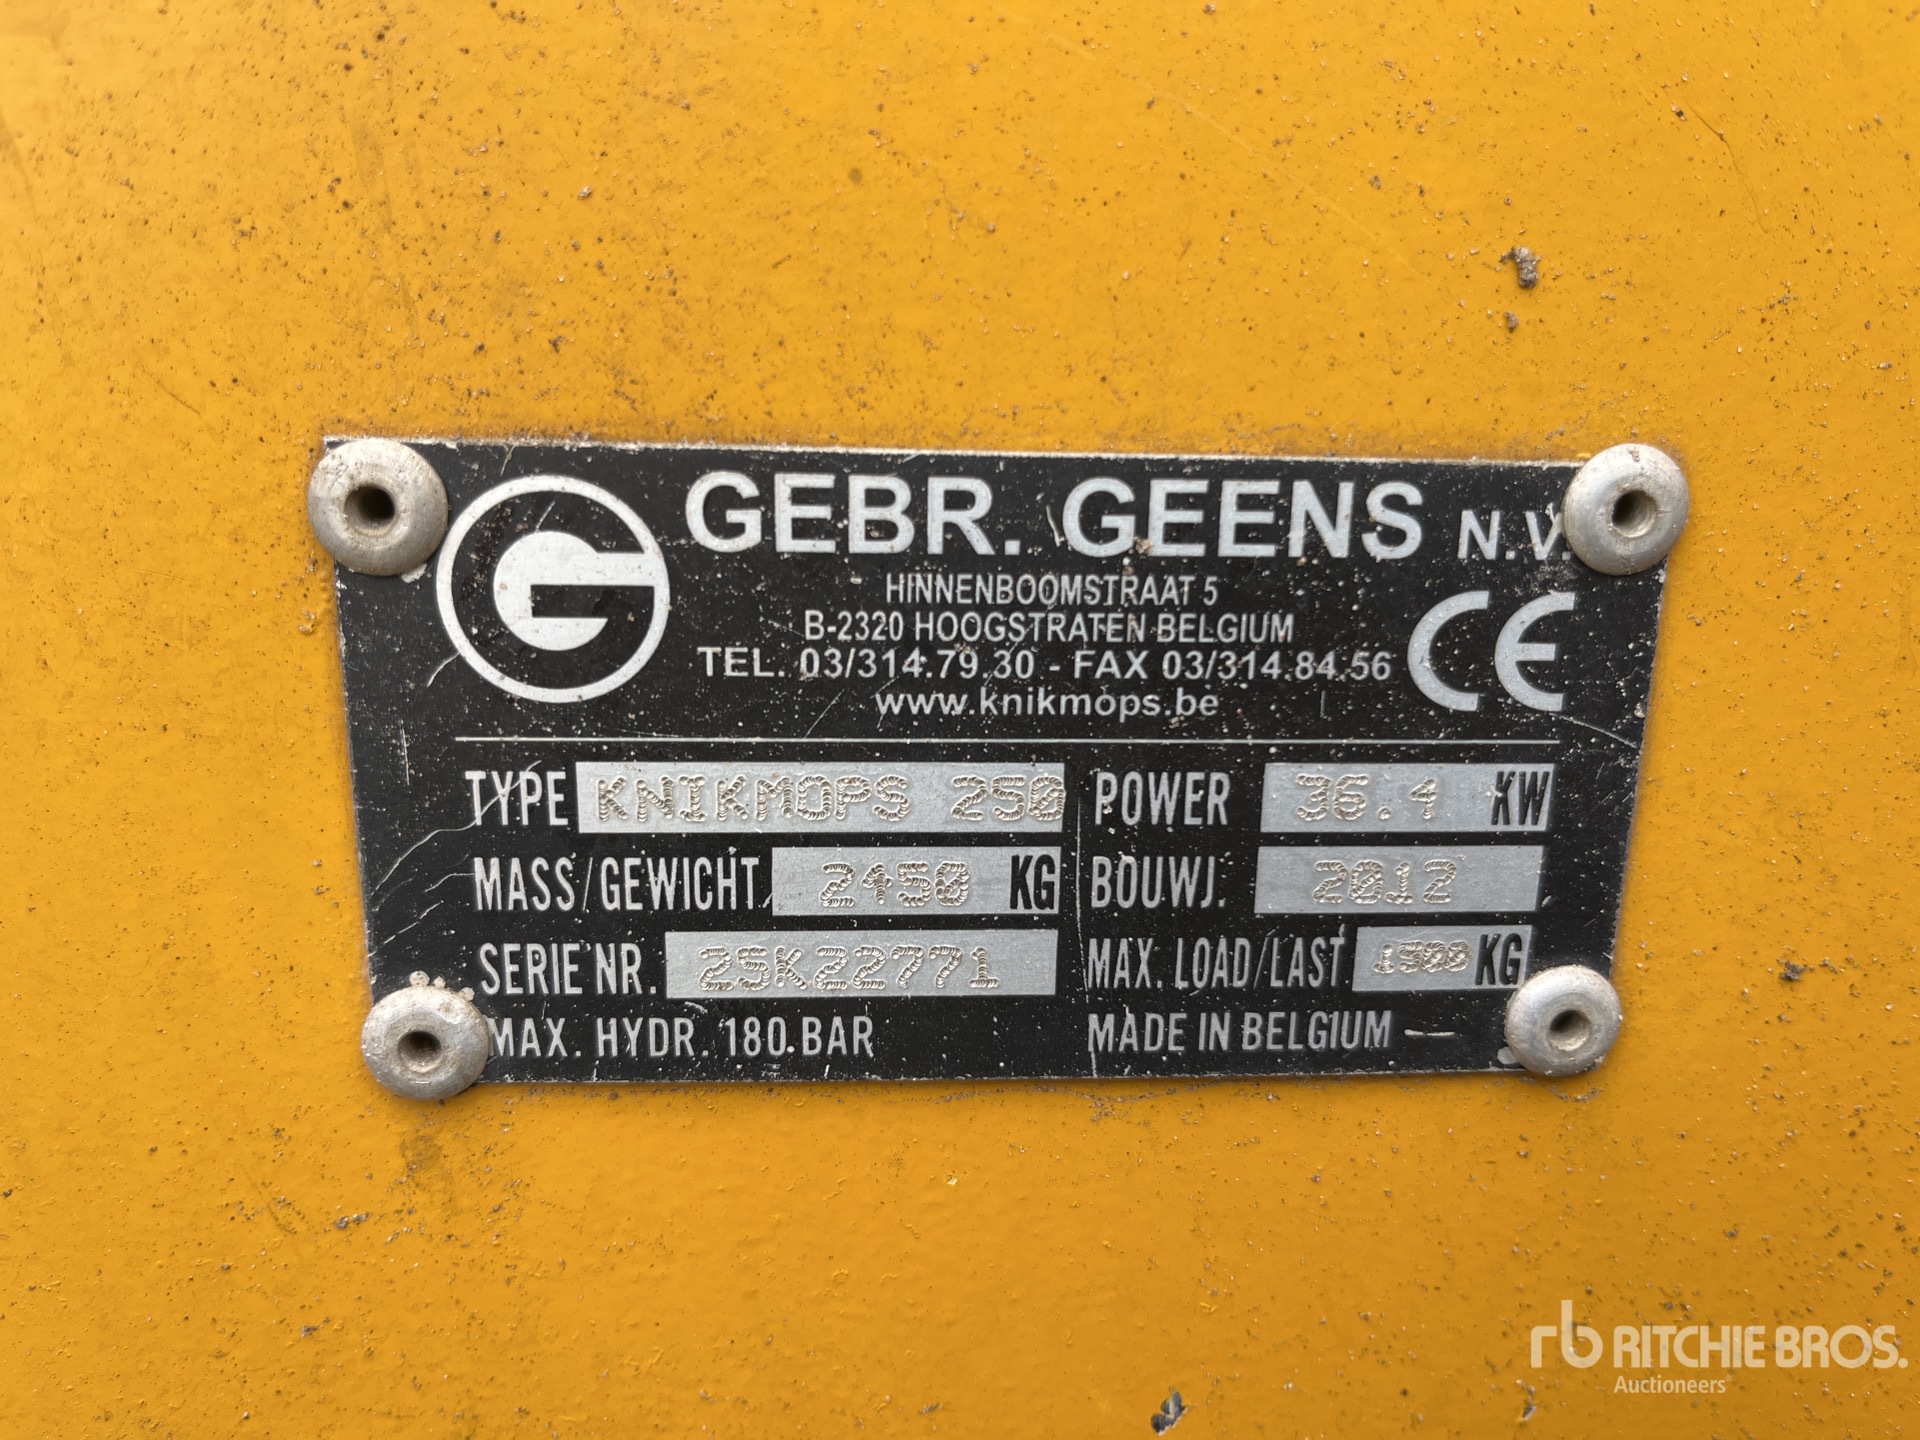 GEBR. GEENS N.V.
HINNENBOOMSTRAAT 5
B-2320 HOOGSTRATEN BELGIUM
TEL. 03/314.79.30 - FAX 03/314.84.56
www.knikmops.be
CE
TYPE KNIKMOPS 250
POWER 36.4 KW
MASS/GEWICHT 2450 KG
BOUWJ. 2012
SERIE NR. 25K22771
MAX. LOAD/LAST 1300 KG
MAX. HYDR. 180 BAR
MADE IN BELGIUM
rb RITCHIE BROS.
Auctioneers